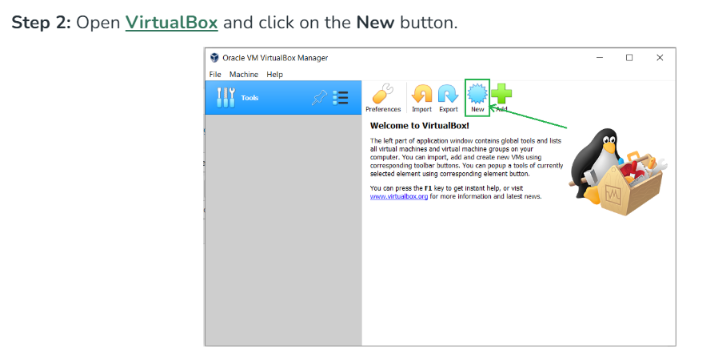 Step 2: Open VirtualBox and click on the New button.
Oracle VM VirtualBox Manager
File Machine Help
Tools
Preferences Import Export New Add
Welcome to VirtualBox!
The left part of application window contains global tools and lists
all virtual machines and virtual machine groups on your
computer. You can import, add and create new VMs using
corresponding toolbar buttons. You can popup a tools of currently
selected element using corresponding element button.
You can press the F1 key to get instant help, or visit
www.virtualbox.org for more information and latest news.